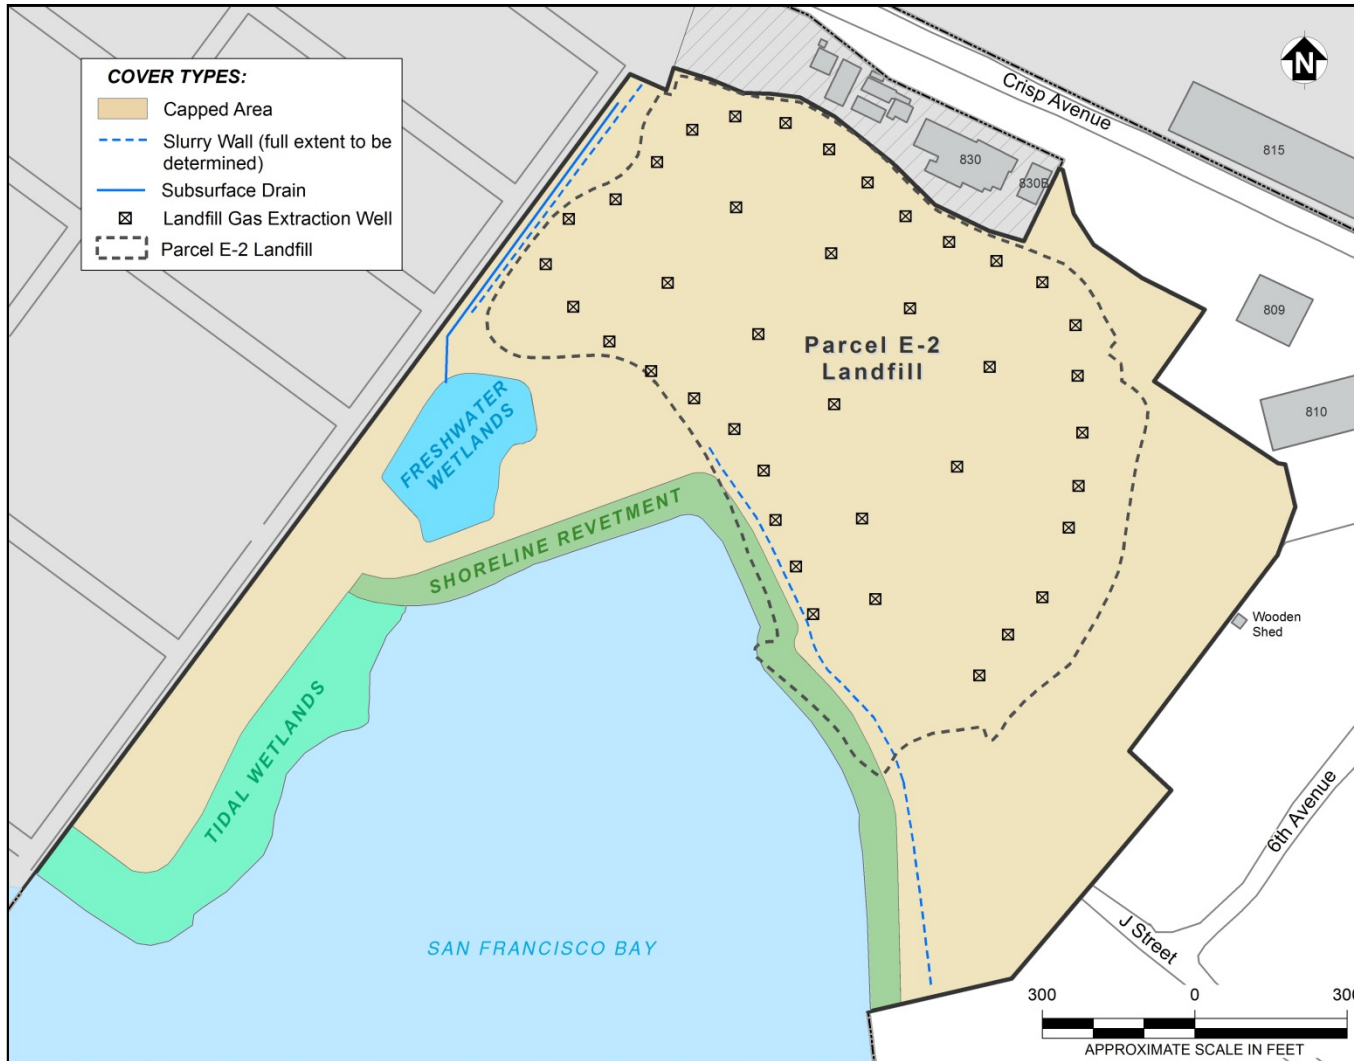 COVER TYPES:
Capped Area
Slurry Wall (full extent to be
determined)
Subsurface Drain
Landfill Gas Extraction Well
Parcel E-2 Landfill
N
Crisp Avenue
815
830
830B
809
810
Parcel E-2
Landfill
FRESHWATER
WETLANDS
SHORELINE REVETMENT
TIDAL WETLANDS
Wooden
Shed
6th Avenue
J Street
SAN FRANCISCO BAY
300
0
300
APPROXIMATE SCALE IN FEET